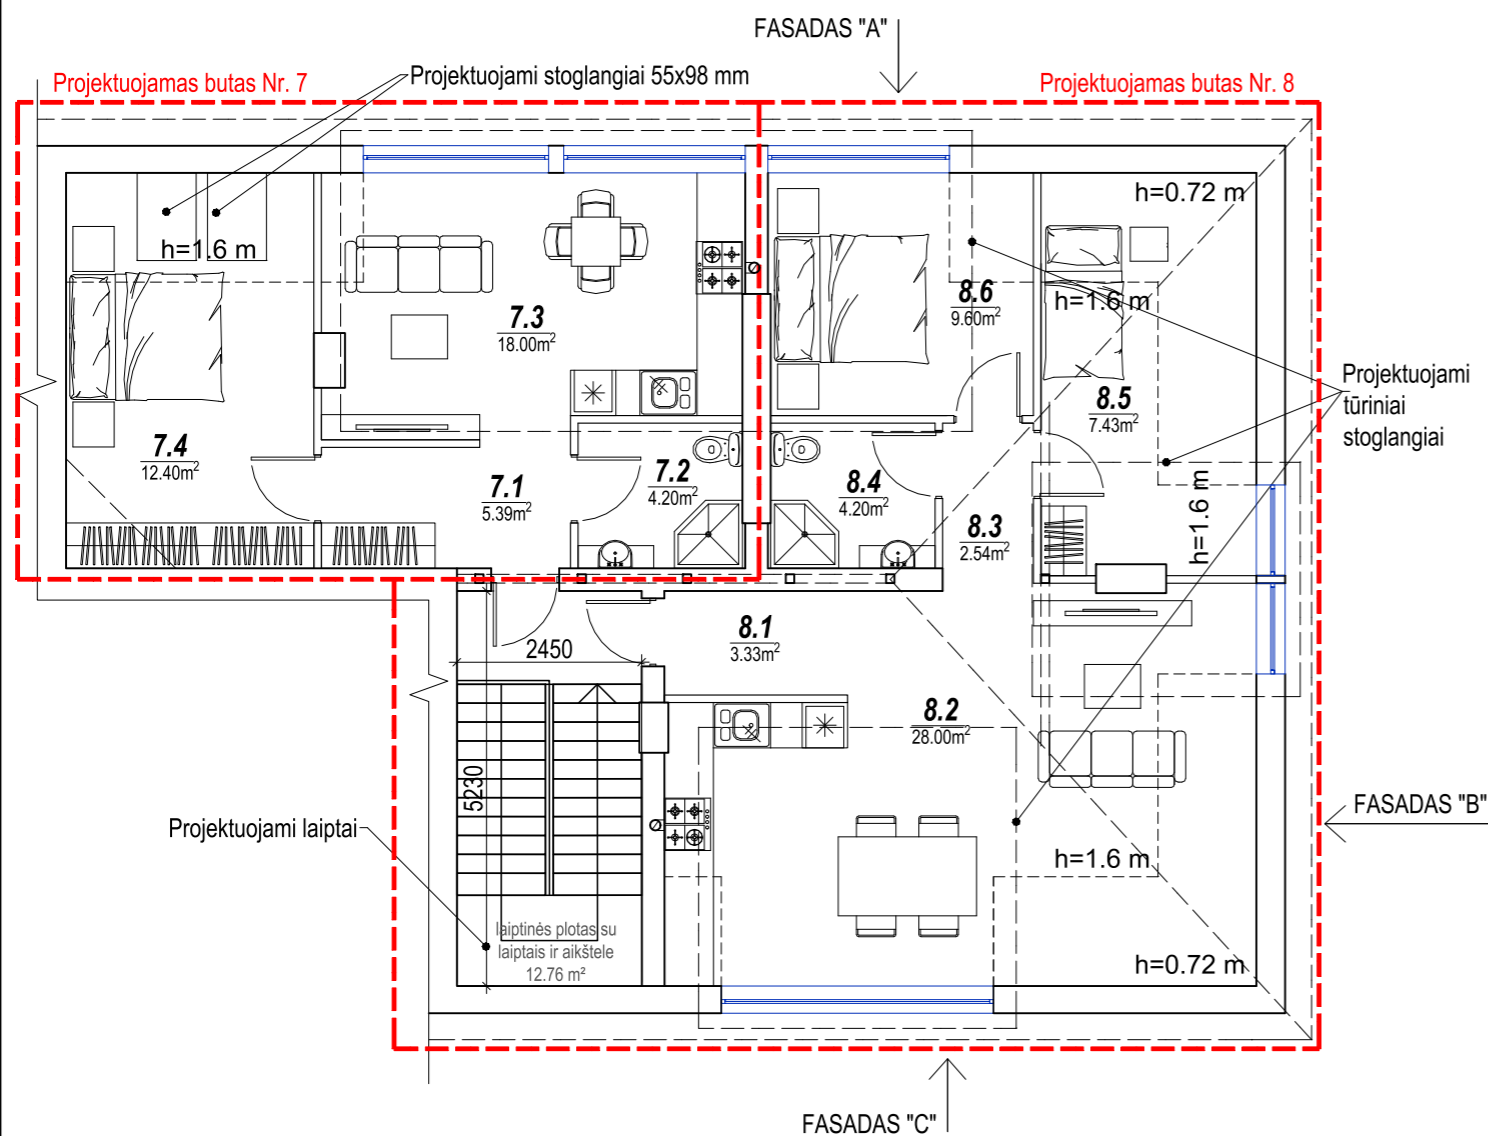 FASADAS "A"
Projektuojamas butas Nr. 7
Projektuojami stoglangiai 55x98 mm
Projektuojamas butas Nr. 8
h=0.72 m
h=1.6 m
8.6
9.60m²
h=1.6 m
7.3
18.00m²
Projektuojami
tūriniai
stoglangiai
8.5
7.43m²
7.4
12.40m²
7.2
4.20m²
7.1
5.39m²
8.4
4.20m²
8.3
2.54m²
h=1.6 m
8.1
3.33m²
2450
8.2
28.00m²
5230
Projektuojami laiptai
FASADAS "B"
h=1.6 m
laiptinės plotas su
laiptais ir aikštele
12.76 m²
h=0.72 m
FASADAS "C"